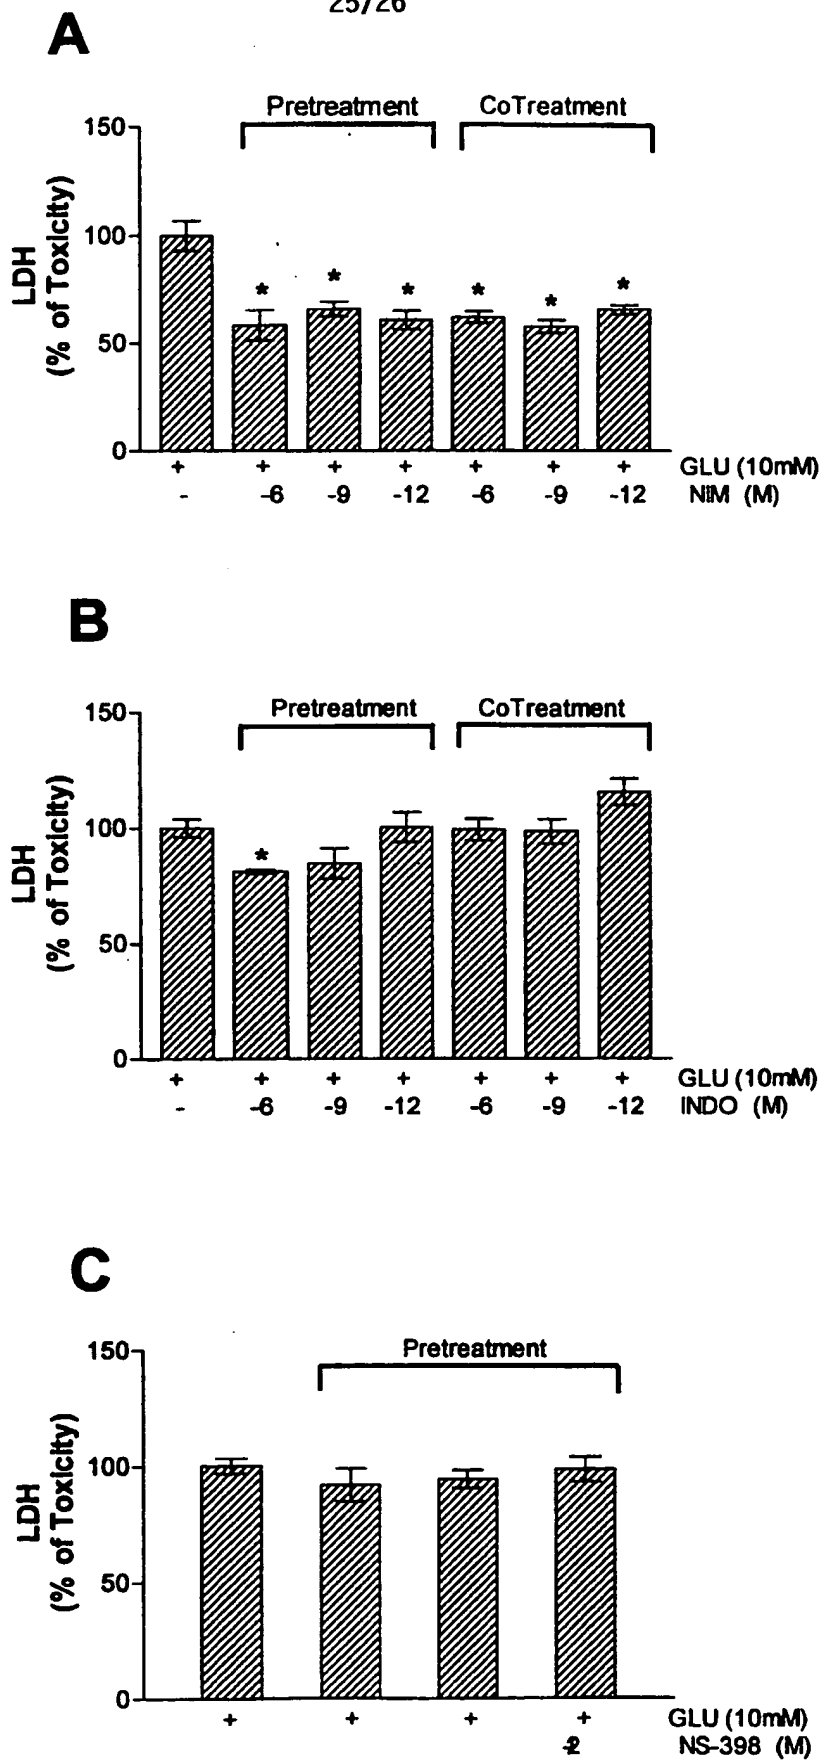 25/26
A
Pretreatment CoTreatment
150
100
50
0
LDH
(% of Toxicity)
* * * * * *
+ + + + + + + GLU (10mM)
- -6 -9 -12 -6 -9 -12 NIM (M)
B
Pretreatment CoTreatment
150
100
50
0
LDH
(% of Toxicity)
*
+ + + + + + + GLU (10mM)
- -6 -9 -12 -6 -9 -12 INDO (M)
C
Pretreatment
150
100
50
0
LDH
(% of Toxicity)
+ + + + GLU (10mM)
NS-398 (M)